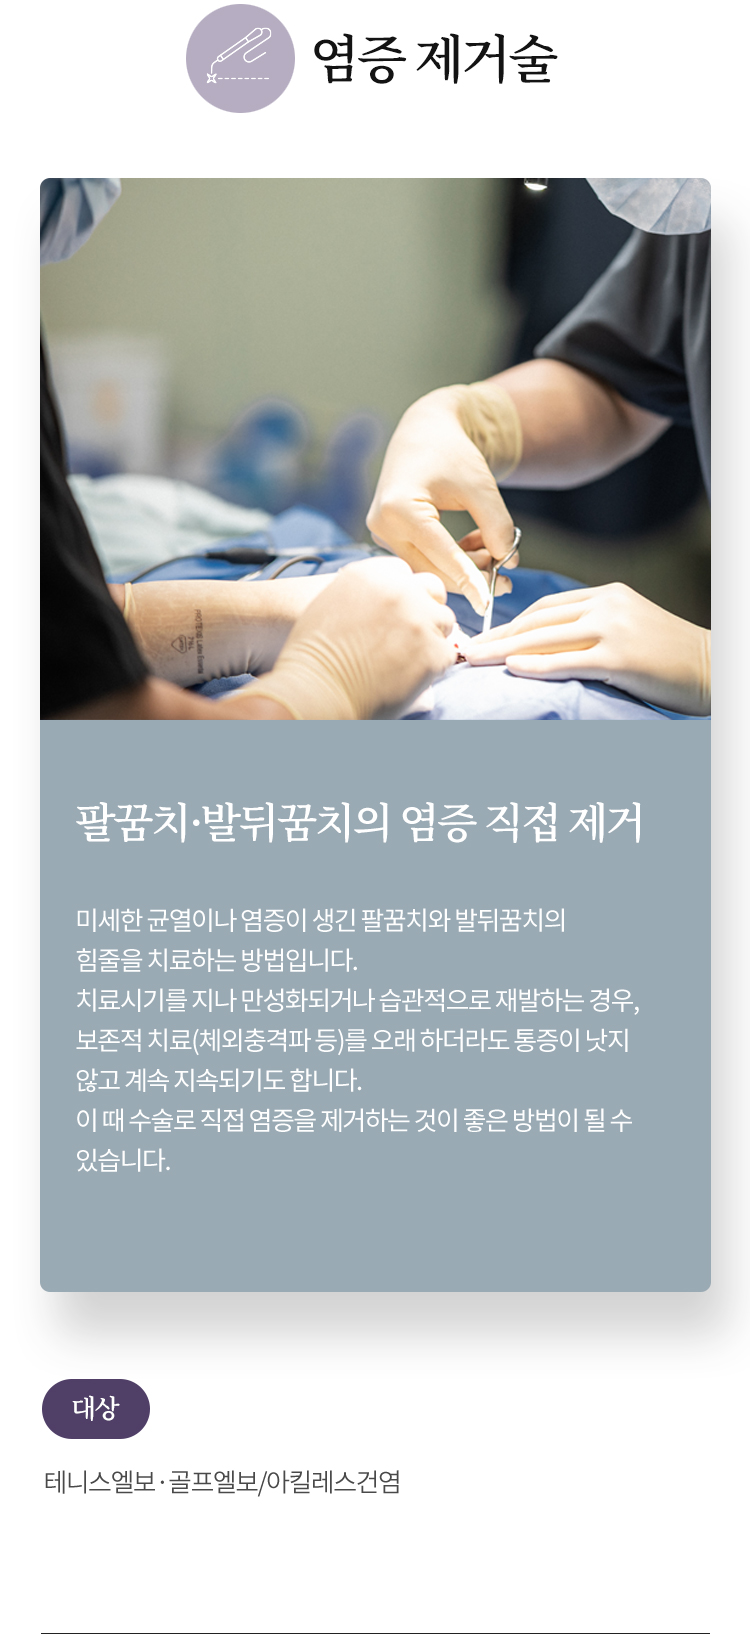 염증 제거술
팔꿈치·발뒤꿈치의 염증 직접 제거
미세한 균열이나 염증이 생긴 팔꿈치와 발뒤꿈치의
힘줄을 치료하는 방법입니다.
치료시기를 지나 만성화되거나 습관적으로 재발하는 경우,
보존적 치료(체외충격파 등)를 오래 하더라도 통증이 낫지
않고 계속 지속되기도 합니다.
이 때 수술로 직접 염증을 제거하는 것이 좋은 방법이 될 수
있습니다.
대상
테니스엘보·골프엘보/아킬레스건염